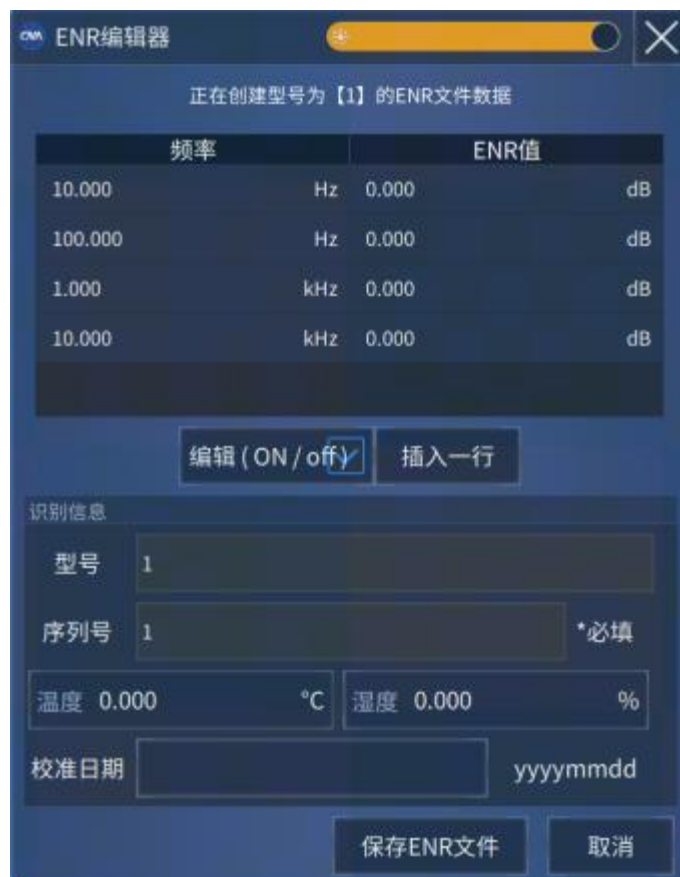 CNA ENR编辑器
正在创建型号为【1】的ENR文件数据
频率 ENR值
10.000 Hz 0.000 dB
100.000 Hz 0.000 dB
1.000 kHz 0.000 dB
10.000 kHz 0.000 dB
编辑 ( ON / off ) 插入一行
识别信息
型号 1
序列号 1 *必填
温度 0.000 °C 湿度 0.000 %
校准日期 yyyymmdd
保存ENR文件 取消